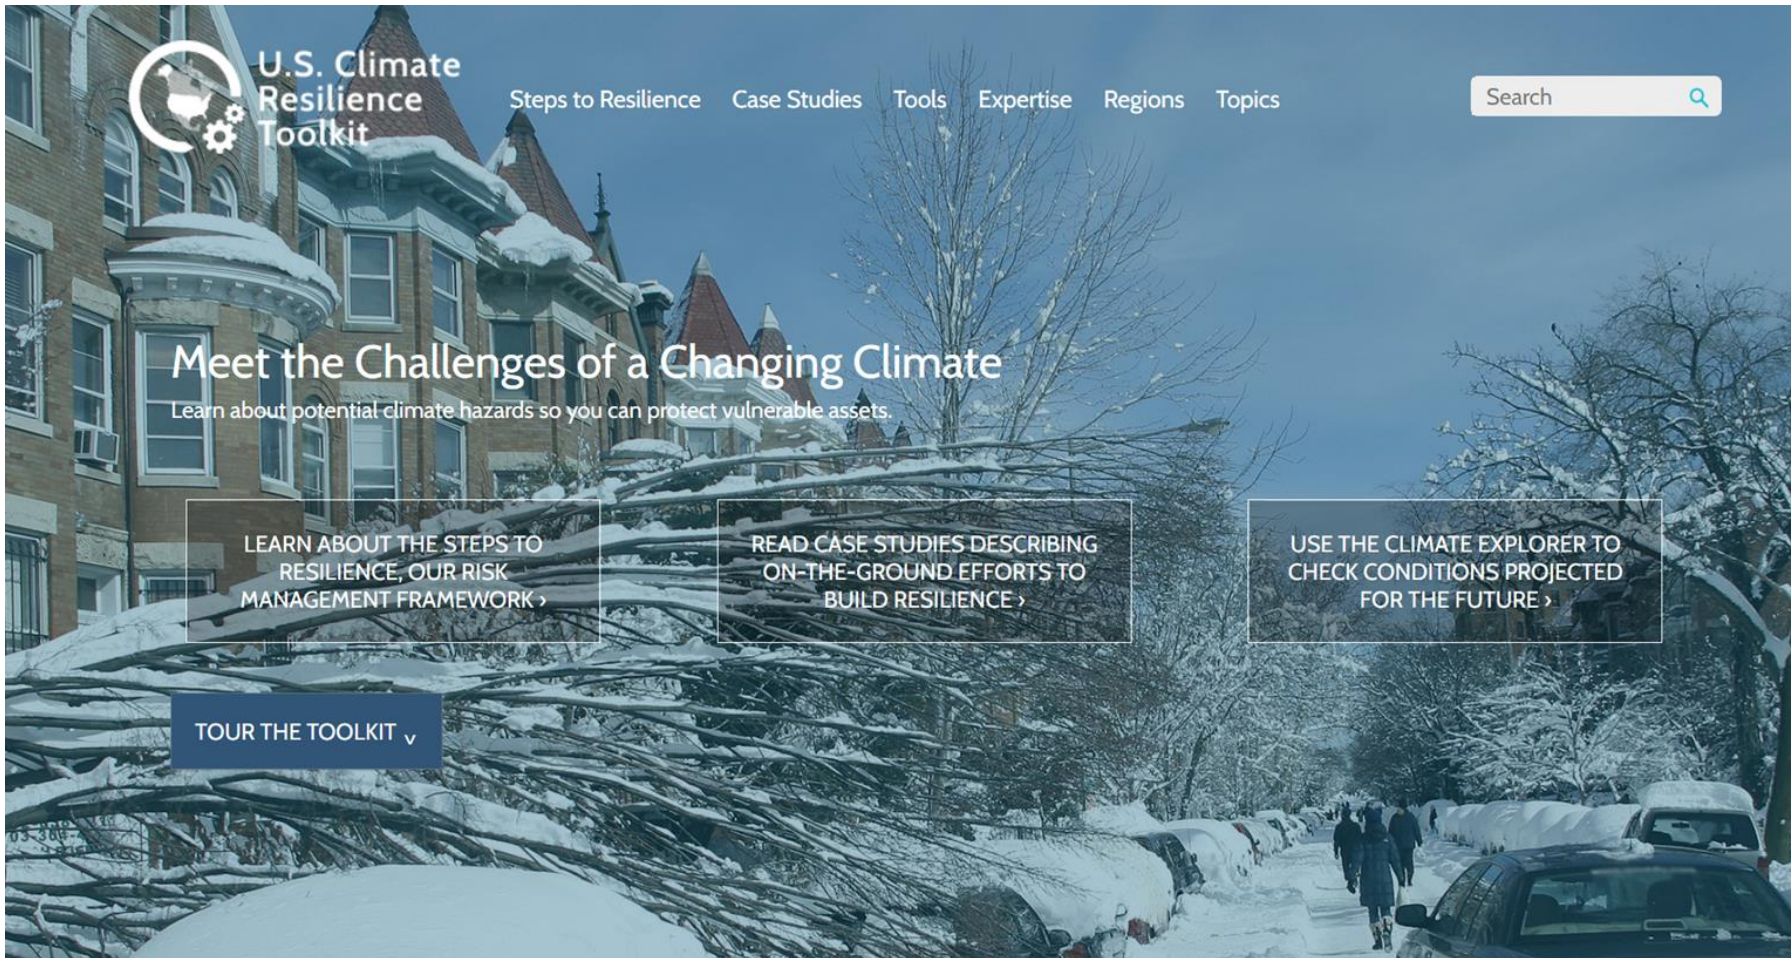 U.S. Climate
Resilience
Toolkit
Steps to Resilience Case Studies Tools Expertise Regions Topics
Search
Meet the Challenges of a Changing Climate
Learn about potential climate hazards so you can protect vulnerable assets.
LEARN ABOUT THE STEPS TO
RESILIENCE, OUR RISK
MANAGEMENT FRAMEWORK ›
READ CASE STUDIES DESCRIBING
ON-THE-GROUND EFFORTS TO
BUILD RESILIENCE ›
USE THE CLIMATE EXPLORER TO
CHECK CONDITIONS PROJECTED
FOR THE FUTURE ›
TOUR THE TOOLKIT